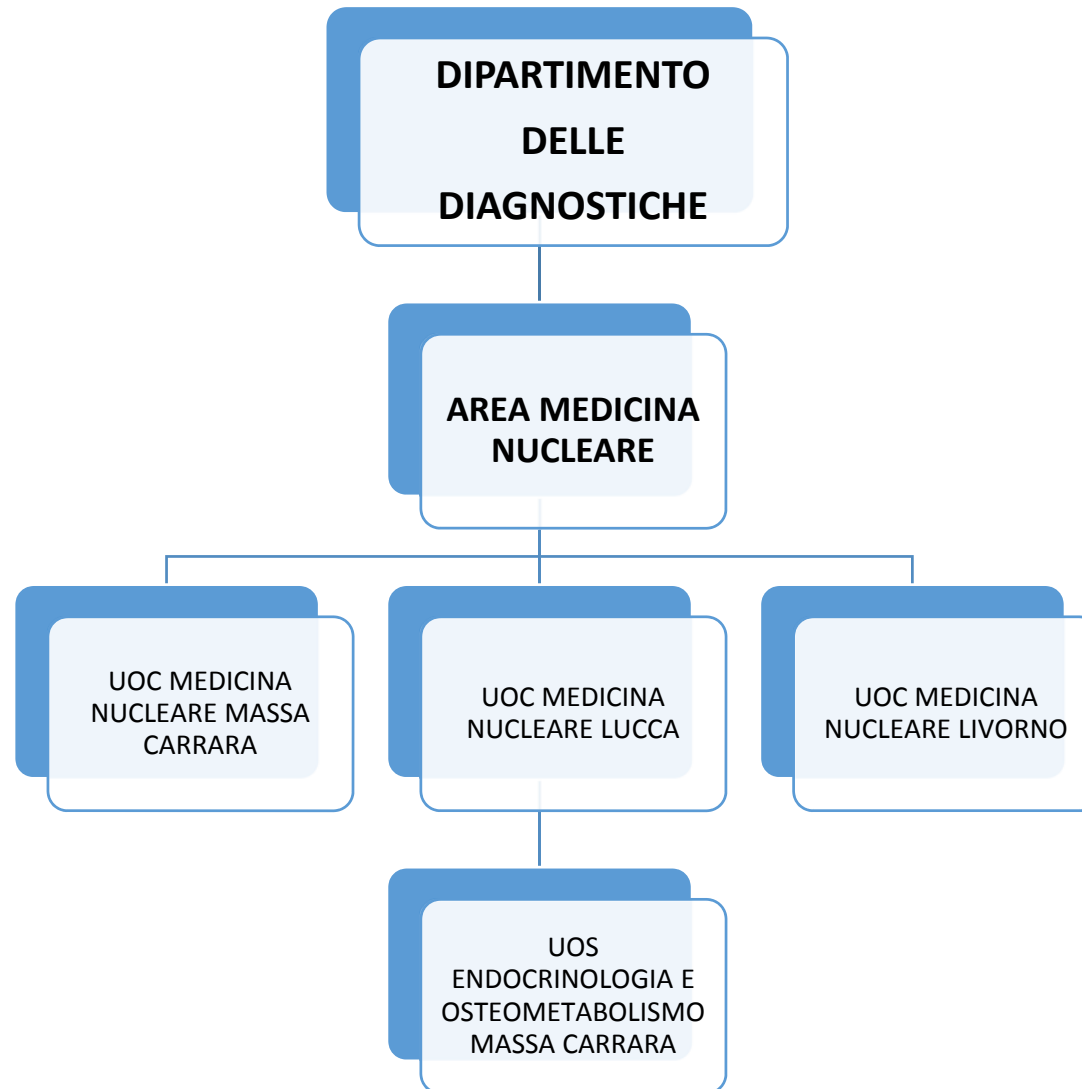 DIPARTIMENTO
DELLE
DIAGNOSTICHE
AREA MEDICINA
NUCLEARE
UOC MEDICINA
NUCLEARE MASSA
CARRARA
UOC MEDICINA
NUCLEARE LUCCA
UOC MEDICINA
NUCLEARE LIVORNO
UOS
ENDOCRINOLOGIA E
OSTEOMETABOLISMO
MASSA CARRARA